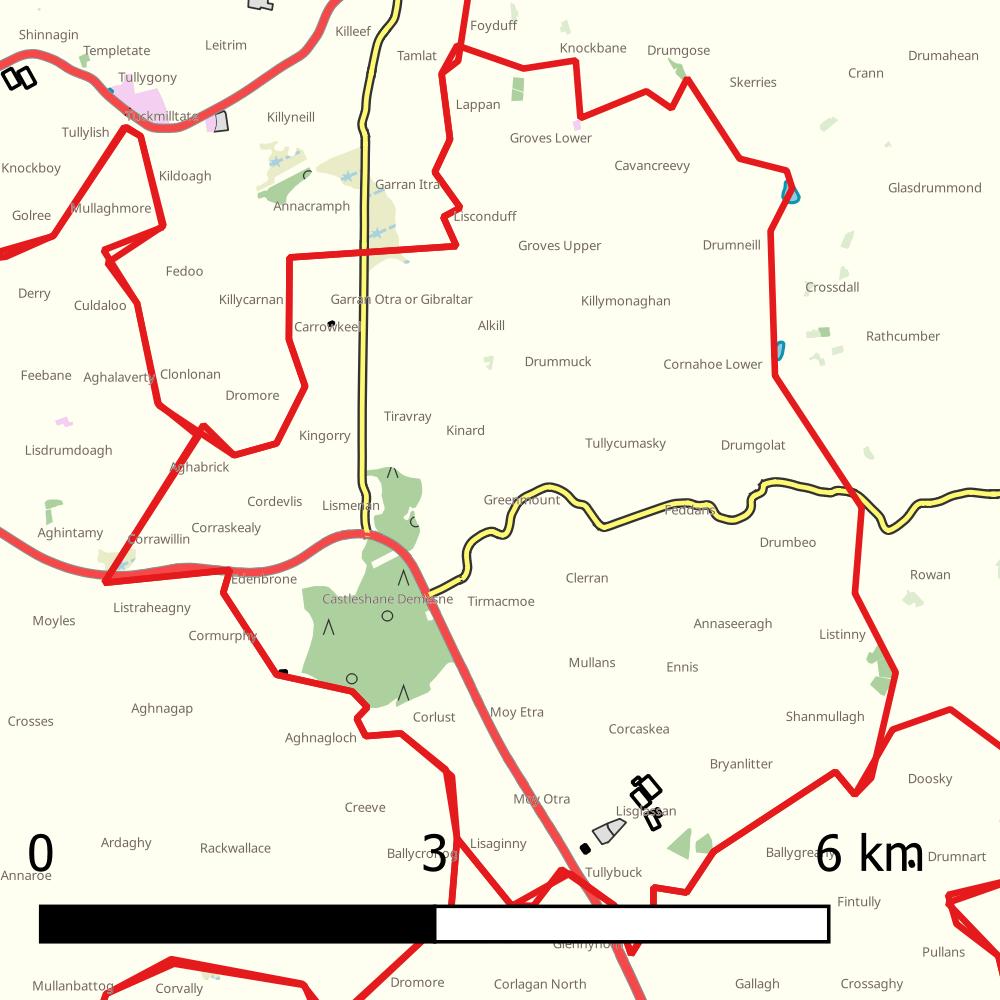 Foyduff
Shinnagin
Killeef
Leitrim
Templetate
Tamlat
Knockbane
Drumgose
Drumahean
Crann
Tullygony
Skerries
Lappan
Tuckmilltate
Killyneill
Tullylish
Groves Lower
Knockboy
Cavancreevy
Kildoagh
Garran Itra
Glasdrummond
Mullaghmore
Annacramph
Golree
Lisconduff
Groves Upper
Drumneill
Fedoo
Derry
Crossdall
Culdaloo
Killycarnan
Garran Otra or Gibraltar
Killymonaghan
Carrowkeel
Alkill
Rathcumber
Drummuck
Cornahoe Lower
Feebane
Aghalaverty
Clonlonan
Dromore
Tiravray
Kingorry
Kinard
Tullycumasky
Drumgolat
Lisdrumdoagh
Aghabrick
Cordevlis
Lismenan
Greenmount
Feddans
Corraskealy
Aghintamy
Corrawillin
Drumbeo
Edenbrone
Clerran
Rowan
Castleshane Demesne
Tirmacmoe
Listraheagny
Moyles
Annaseeragh
Cormurphy
Listinny
Mullans
Ennis
Aghnagap
Moy Etra
Corlust
Shanmullagh
Crosses
Corcaskea
Aghnagloch
Bryanlitter
Doosky
Moy Otra
Creeve
Lisglassan
Ardaghy
Rackwallace
Lisaginny
Ballycronog
Ballygreany
Drumnart
0 3 6 km
Annaroe
Tullybuck
Fintully
Glennyhorn
Pullans
Mullanbattog
Corvally
Dromore
Corlagan North
Gallagh
Crossaghy